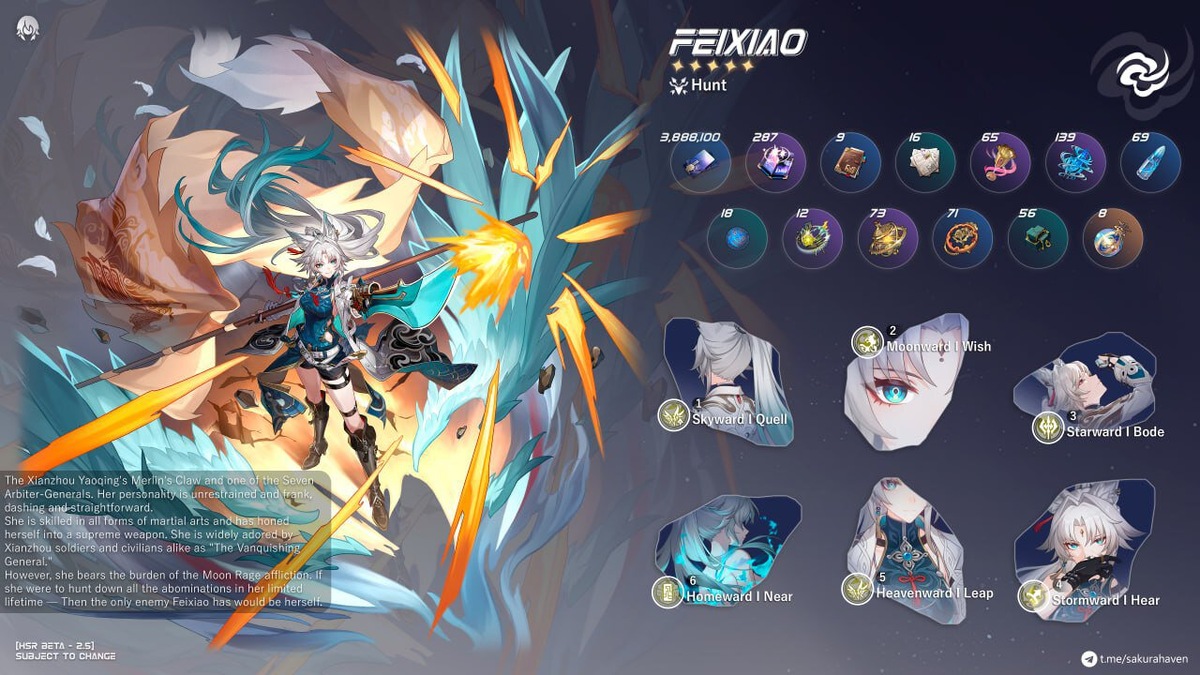 FEIXIAO
Hunt
3,888,100
287
9
16
65
139
69
18
12
73
71
56
8
1
Skyward I Quell
2
Moonward I Wish
3
Starward I Bode
6
Homeward I Near
5
Heavenward I Leap
Stormward I Hear
The Xianzhou Yaoqing's Merlin's Claw and one of the Seven
Arbiter-Generals. Her personality is unrestrained and frank,
dashing and straightforward.
She is skilled in all forms of martial arts and has honed
herself into a supreme weapon. She is widely adored by
Xianzhou soldiers and civilians alike as "The Vanquishing
General."
However, she bears the burden of the Moon Rage affliction. If
she were to hunt down all the abominations in her limited
lifetime — Then the only enemy Feixiao has would be herself.
[HSR BETA - 2.5]
SUBJECT TO CHANGE
t.me/sakurahaven